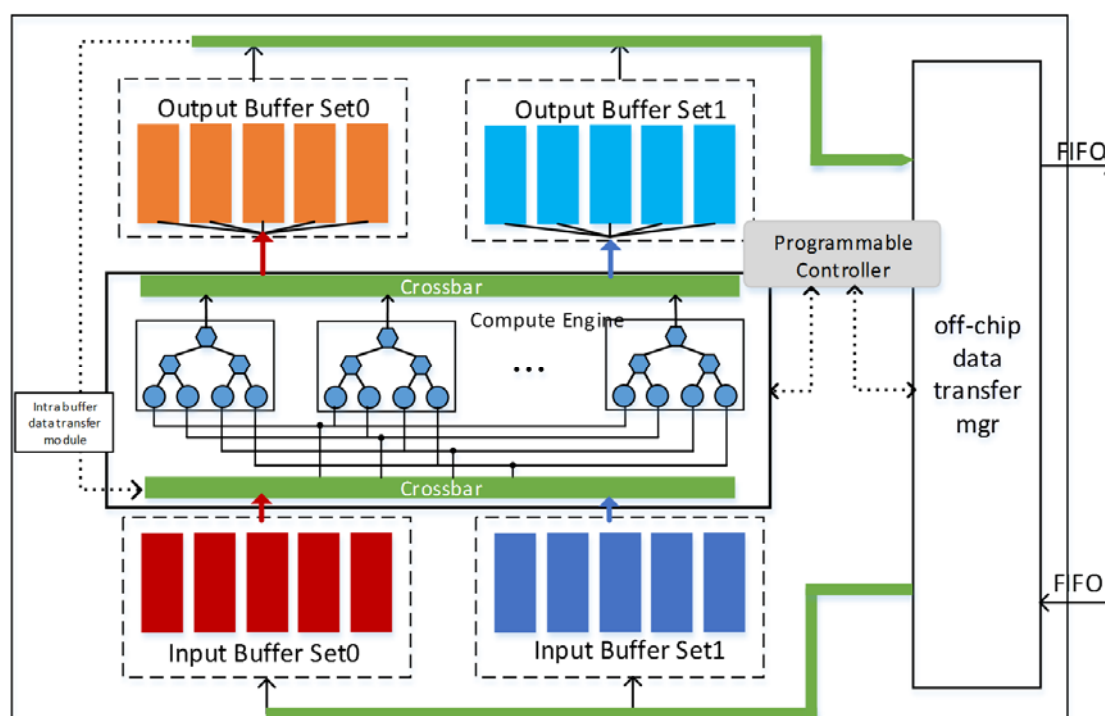 Output Buffer Set0
Output Buffer Set1
FIFO
Programmable
Controller
Crossbar
Compute Engine
...
off-chip
data
transfer
mgr
Intra buffer
data transfer
module
Crossbar
Input Buffer Set0
Input Buffer Set1
FIFO